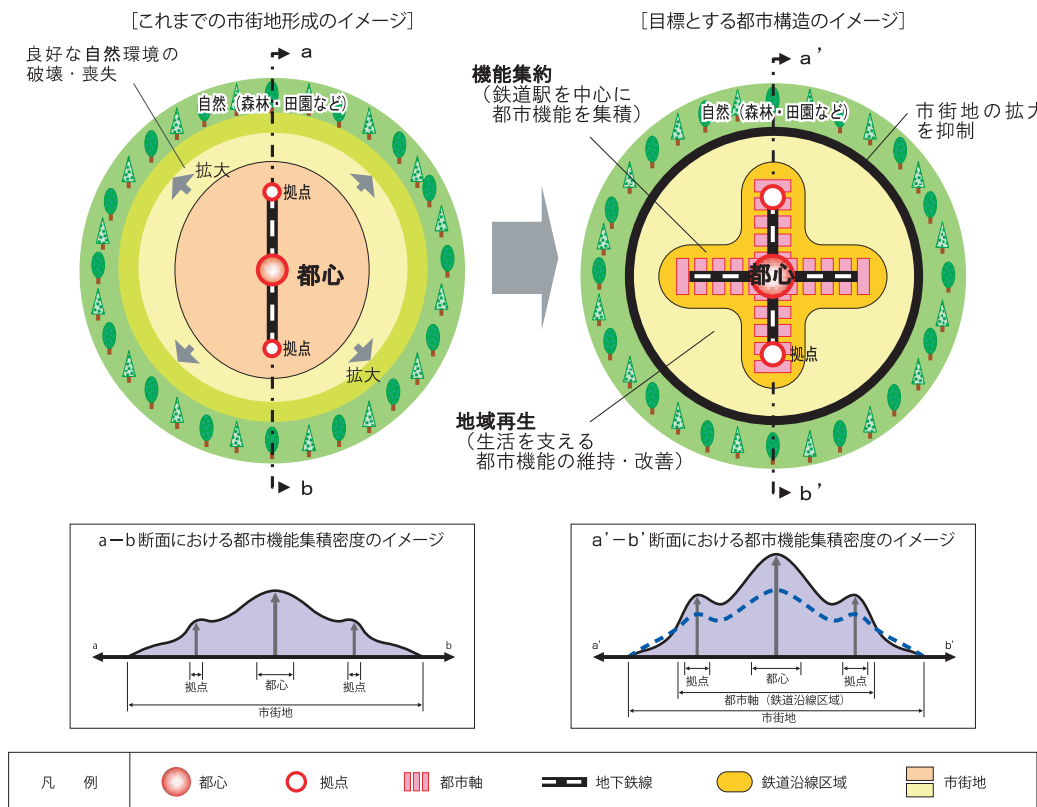 [これまでの市街地形成のイメージ]
a
良好な自然環境の
破壊・喪失
自然（森林・田園など）
拡大
拠点
都心
拠点
拡大
b
[目標とする都市構造のイメージ]
a’
機能集約
（鉄道駅を中心に
都市機能を集積）
自然（森林・田園など）
市街地の拡大
を抑制
都心
拠点
地域再生
（生活を支える
都市機能の維持・改善）
b’
aーb断面における都市機能集積密度のイメージ
a
b
拠点
都心
拠点
市街地
a’ーb’断面における都市機能集積密度のイメージ
a’
b’
拠点
都心
拠点
都市軸（鉄道沿線区域）
市街地
凡 例
都心
拠点
都市軸
地下鉄線
鉄道沿線区域
市街地